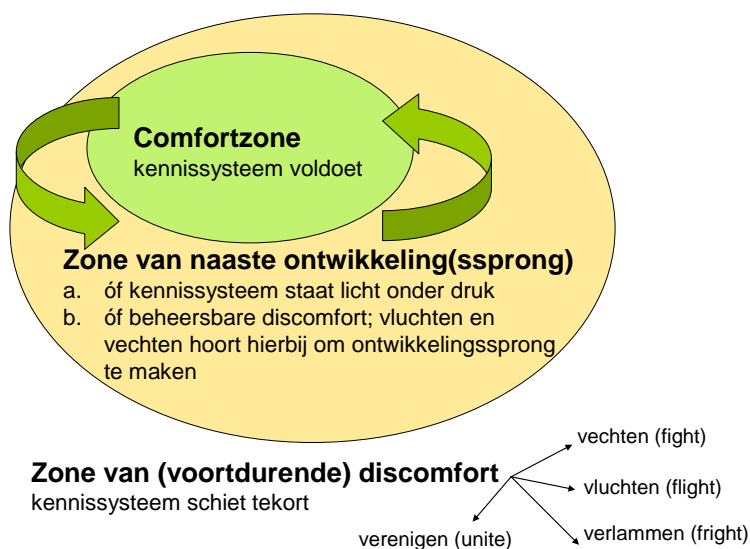 Comfortzone
kennissysteem voldoet
Zone van naaste ontwikkeling(ssprong)
a. óf kennissysteem staat licht onder druk
b. óf beheersbare discomfort; vluchten en
vechten hoort hierbij om ontwikkelingssprong
te maken
Zone van (voortdurende) discomfort
kennissysteem schiet tekort
vechten (fight)
vluchten (flight)
verlammen (fright)
verenigen (unite)